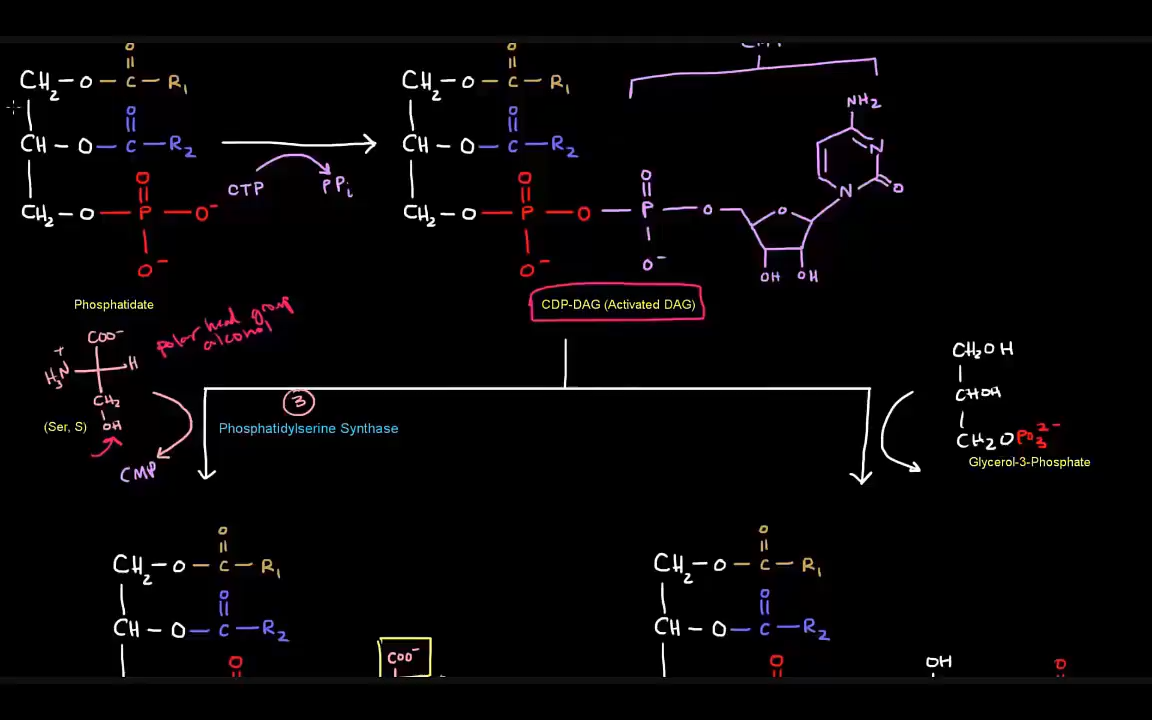 CH2-O-C-R1
O
CH-O-C-R2
O
CH2-O-P-O-
O
O-
Phosphatidate
CTP PPi
CH2-O-C-R1
O
CH-O-C-R2
O
CH2-O-P-O-P-O
O O
O- O-
O
OH OH
NH2
N
N O
CDP-DAG (Activated DAG)
polar head group
alcohol
COO-
H3N+ H
CH2
OH
(Ser, S)
CMP
3
Phosphatidylserine Synthase
CH2OH
CHOH
CH2OPO3 2-
Glycerol-3-Phosphate
O
CH2-O-C-R1
O
CH-O-C-R2
O
COO-
O
CH2-O-C-R1
O
CH-O-C-R2
O
OH
O